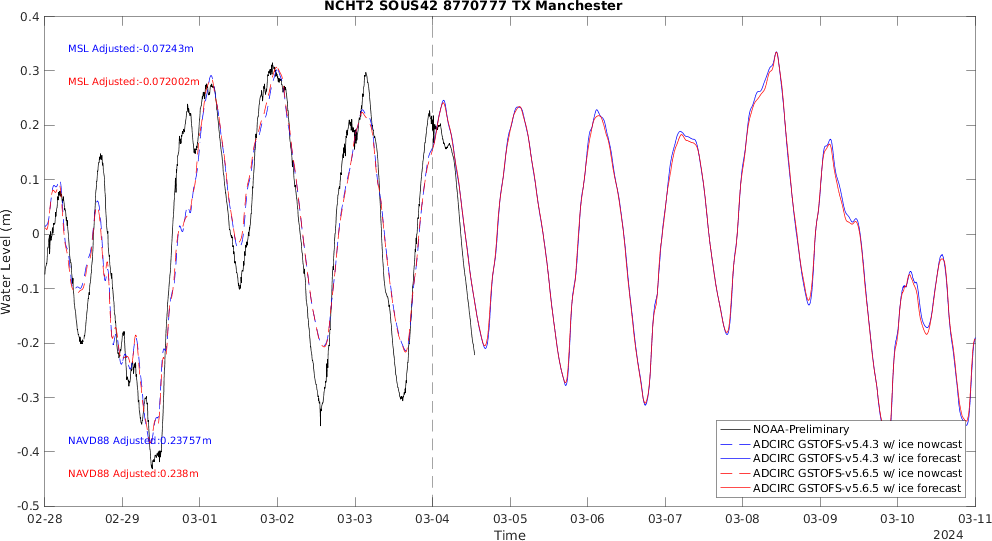 NCHT2 SOUS42 8770777 TX Manchester
0.4
0.3
0.2
0.1
0
-0.1
-0.2
-0.3
-0.4
-0.5
Water Level (m)
MSL Adjusted:-0.07243m
MSL Adjusted:-0.072002m
NAVD88 Adjusted:0.23757m
NAVD88 Adjusted:0.238m
NOAA-Preliminary
ADCIRC GSTOFS-v5.4.3 w/ ice nowcast
ADCIRC GSTOFS-v5.4.3 w/ ice forecast
ADCIRC GSTOFS-v5.6.5 w/ ice nowcast
ADCIRC GSTOFS-v5.6.5 w/ ice forecast
02-28 02-29 03-01 03-02 03-03 03-04 03-05 03-06 03-07 03-08 03-09 03-10 03-11
Time
2024